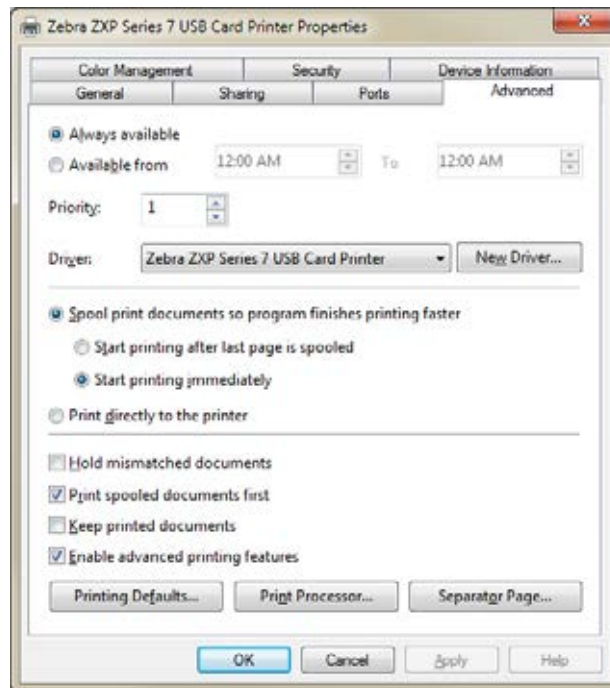 Zebra ZXP Series 7 USB Card Printer Properties
Color Management Security Device Information
General Sharing Ports Advanced
Always available
Available from 12:00 AM To 12:00 AM
Priority: 1
Driver: Zebra ZXP Series 7 USB Card Printer New Driver...
Spool print documents so program finishes printing faster
Start printing after last page is spooled
Start printing immediately
Print directly to the printer
Hold mismatched documents
Print spooled documents first
Keep printed documents
Enable advanced printing features
Printing Defaults... Print Processor... Separator Page...
OK Cancel Apply Help